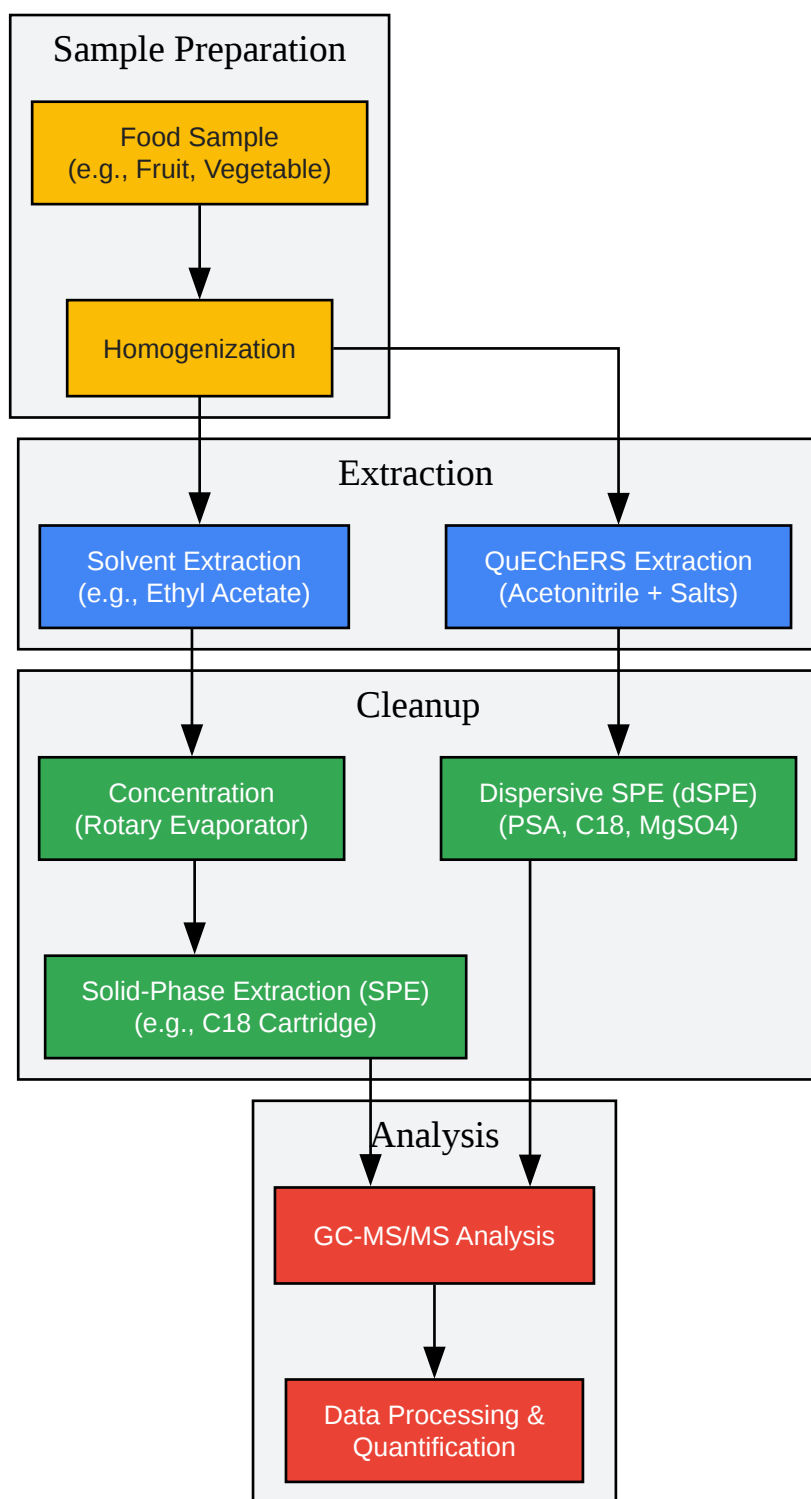 Sample Preparation
Food Sample
(e.g., Fruit, Vegetable)
Homogenization
Extraction
Solvent Extraction
(e.g., Ethyl Acetate)
QuEChERS Extraction
(Acetonitrile + Salts)
Cleanup
Concentration
(Rotary Evaporator)
Dispersive SPE (dSPE)
(PSA, C18, MgSO4)
Solid-Phase Extraction (SPE)
(e.g., C18 Cartridge)
Analysis
GC-MS/MS Analysis
Data Processing &
Quantification